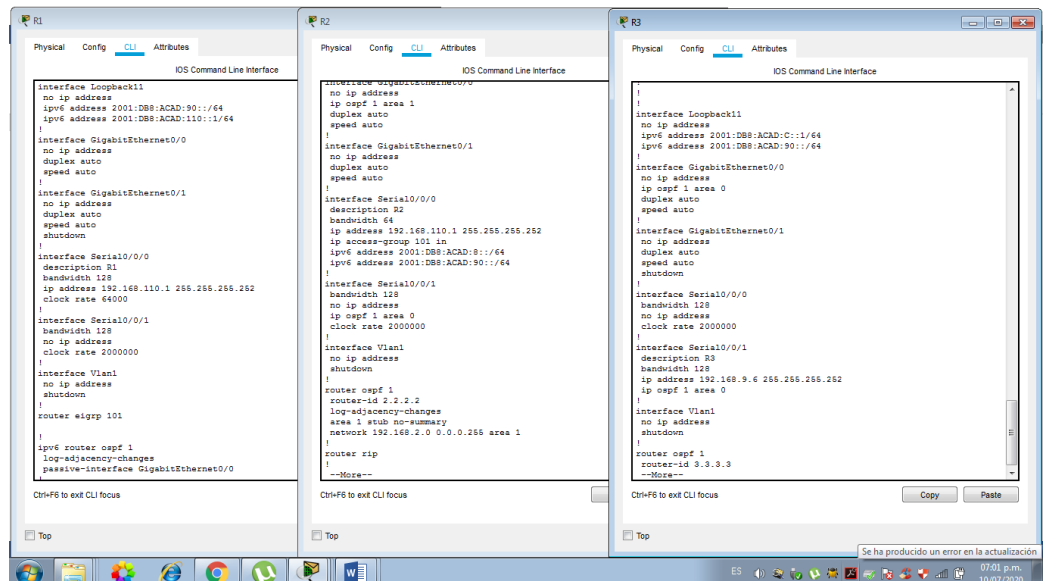 R1
Physical Config CLI Attributes
IOS Command Line Interface
interface Loopback11
no ip address
ipv6 address 2001:DB8:ACAD:90::/64
ipv6 address 2001:DB8:ACAD:110::1/64
!
interface GigabitEthernet0/0
no ip address
duplex auto
speed auto
!
interface GigabitEthernet0/1
no ip address
duplex auto
speed auto
shutdown
!
interface Serial0/0/0
description R1
bandwidth 128
ip address 192.168.110.1 255.255.255.252
clock rate 64000
!
interface Serial0/0/1
bandwidth 128
no ip address
clock rate 2000000
!
interface Vlan1
no ip address
shutdown
!
router eigrp 101
!
ipv6 router ospf 1
log-adjacency-changes
passive-interface GigabitEthernet0/0
Ctrl+F6 to exit CLI focus
Top
R2
Physical Config CLI Attributes
IOS Command Line Interface
interface GigabitEthernet0/0
no ip address
ip ospf 1 area 1
duplex auto
speed auto
!
interface GigabitEthernet0/1
no ip address
duplex auto
speed auto
!
interface Serial0/0/0
description R2
bandwidth 64
ip address 192.168.110.1 255.255.255.252
ip access-group 101 in
ipv6 address 2001:DB8:ACAD:8::/64
ipv6 address 2001:DB8:ACAD:90::/64
!
interface Serial0/0/1
bandwidth 128
no ip address
ip ospf 1 area 0
clock rate 2000000
!
interface Vlan1
no ip address
shutdown
!
router ospf 1
router-id 2.2.2.2
log-adjacency-changes
area 1 stub no-summary
network 192.168.2.0 0.0.0.255 area 1
!
router rip
!
--More--
Ctrl+F6 to exit CLI focus
Top
R3
Physical Config CLI Attributes
IOS Command Line Interface
!
!
interface Loopback11
no ip address
ipv6 address 2001:DB8:ACAD:C::1/64
ipv6 address 2001:DB8:ACAD:90::/64
!
interface GigabitEthernet0/0
no ip address
ip ospf 1 area 0
duplex auto
speed auto
!
interface GigabitEthernet0/1
no ip address
duplex auto
speed auto
shutdown
!
interface Serial0/0/0
bandwidth 128
no ip address
clock rate 2000000
!
interface Serial0/0/1
description R3
bandwidth 128
ip address 192.168.9.6 255.255.255.252
ip ospf 1 area 0
!
interface Vlan1
no ip address
shutdown
!
router ospf 1
router-id 3.3.3.3
--More--
Ctrl+F6 to exit CLI focus
Copy Paste
Top
Se ha producido un error en la actualización
ES
07:01 p.m.
10/07/2020